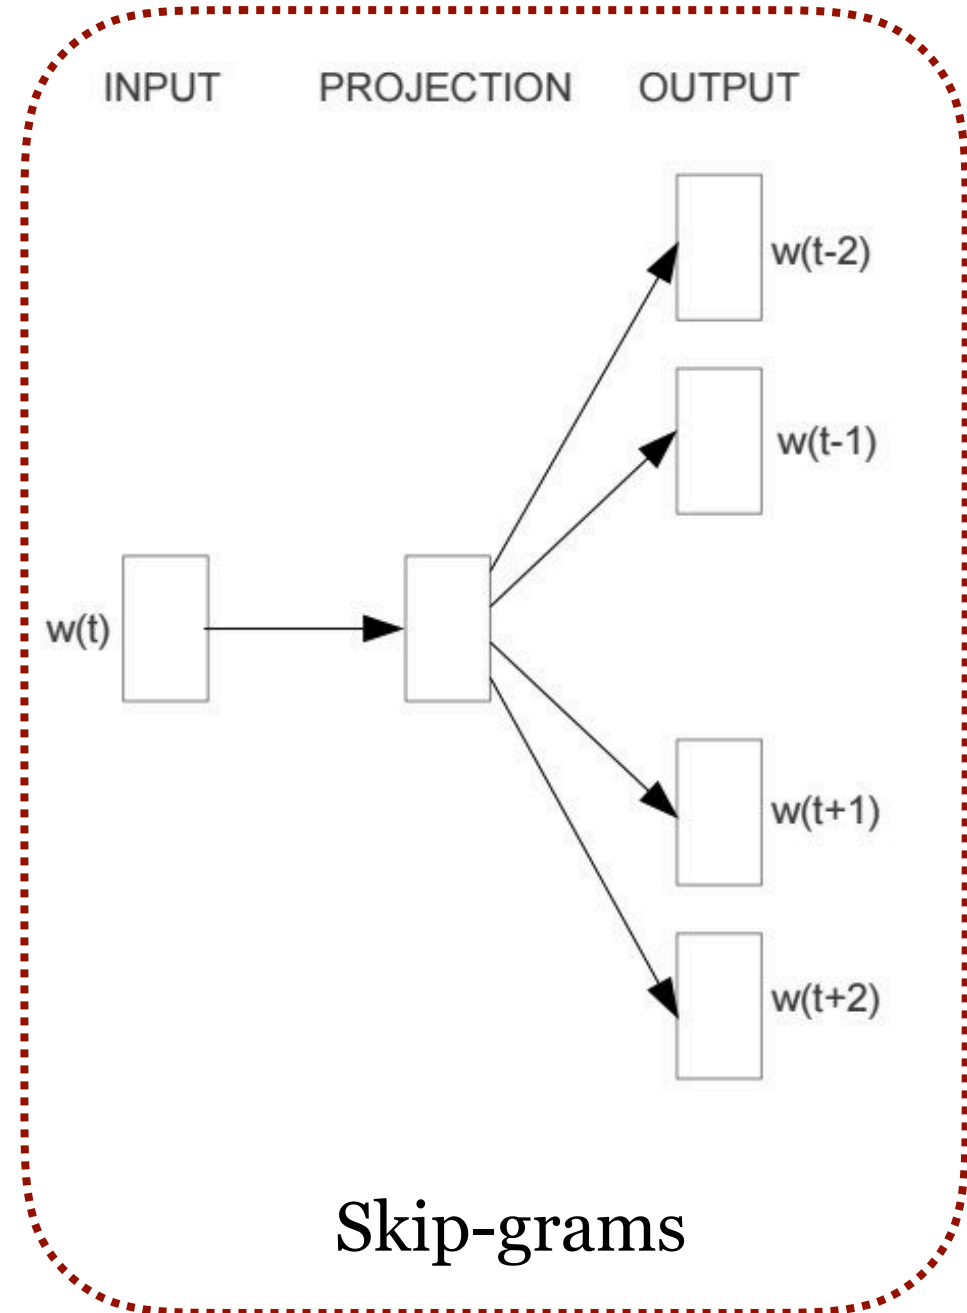 INPUT PROJECTION OUTPUT
w(t-2)
w(t-1)
w(t)
w(t+1)
w(t+2)
Skip-grams